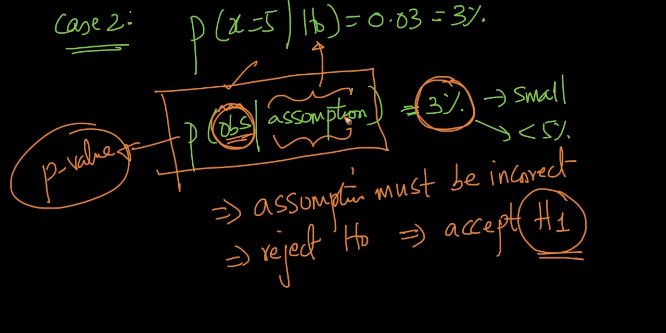 Case 2: P(x=5 | H0) = 0.03 = 3%
P(obs | assumption) = 3% → small
→ < 5%
p-value
⇒ assumption must be incorrect
⇒ reject H0 ⇒ accept H1